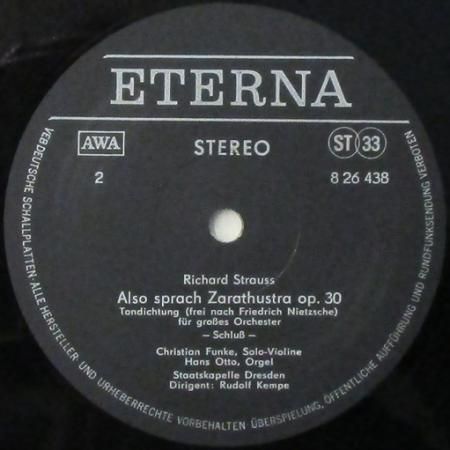 ETERNA
AWA
STEREO
ST 33
2
8 26 438
Richard Strauss
Also sprach Zarathustra op. 30
Tondichtung (frei nach Friedrich Nietzsche)
für großes Orchester
– Schluß –
Christian Funke, Solo-Violine
Hans Otto, Orgel
Staatskapelle Dresden
Dirigent: Rudolf Kempe
VEB DEUTSCHE SCHALLPLATTEN · ALLE HERSTELLER UND URHEBERRECHTE VORBEHALTEN ÜBERSPIELUNG, ÖFFENTLICHE AUFFÜHRUNG UND RUNDFUNKSENDUNG VERBOTEN